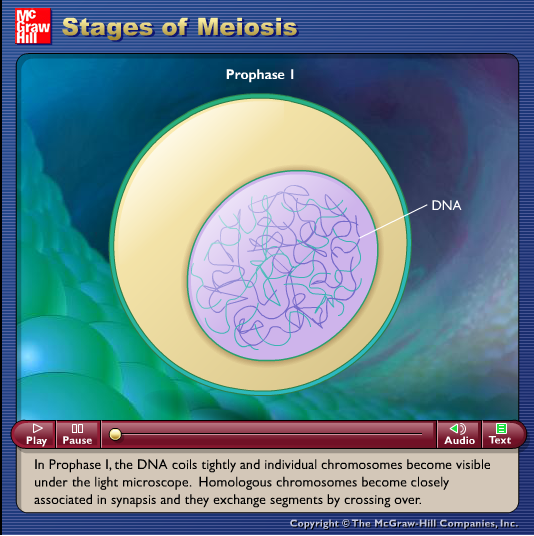 Mc
Graw
Hill
Stages of Meiosis
Prophase I
DNA
Play
Pause
Audio
Text
In Prophase I, the DNA coils tightly and individual chromosomes become visible
under the light microscope. Homologous chromosomes become closely
associated in synapsis and they exchange segments by crossing over.
Copyright © The McGraw-Hill Companies, Inc.